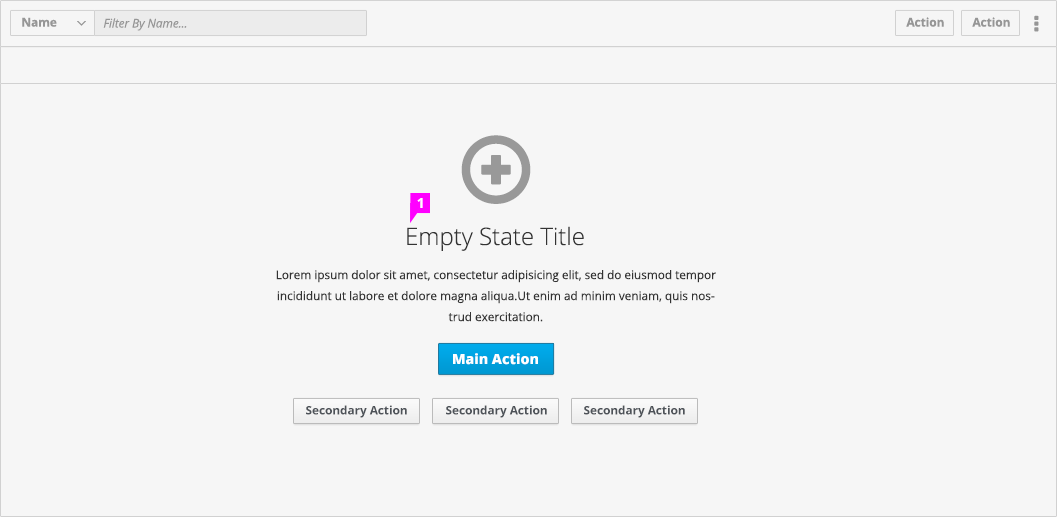 Name
Filter By Name...
Action
Action
1
Empty State Title
Lorem ipsum dolor sit amet, consectetur adipisicing elit, sed do eiusmod tempor
incididunt ut labore et dolore magna aliqua.Ut enim ad minim veniam, quis nos-
trud exercitation.
Main Action
Secondary Action
Secondary Action
Secondary Action